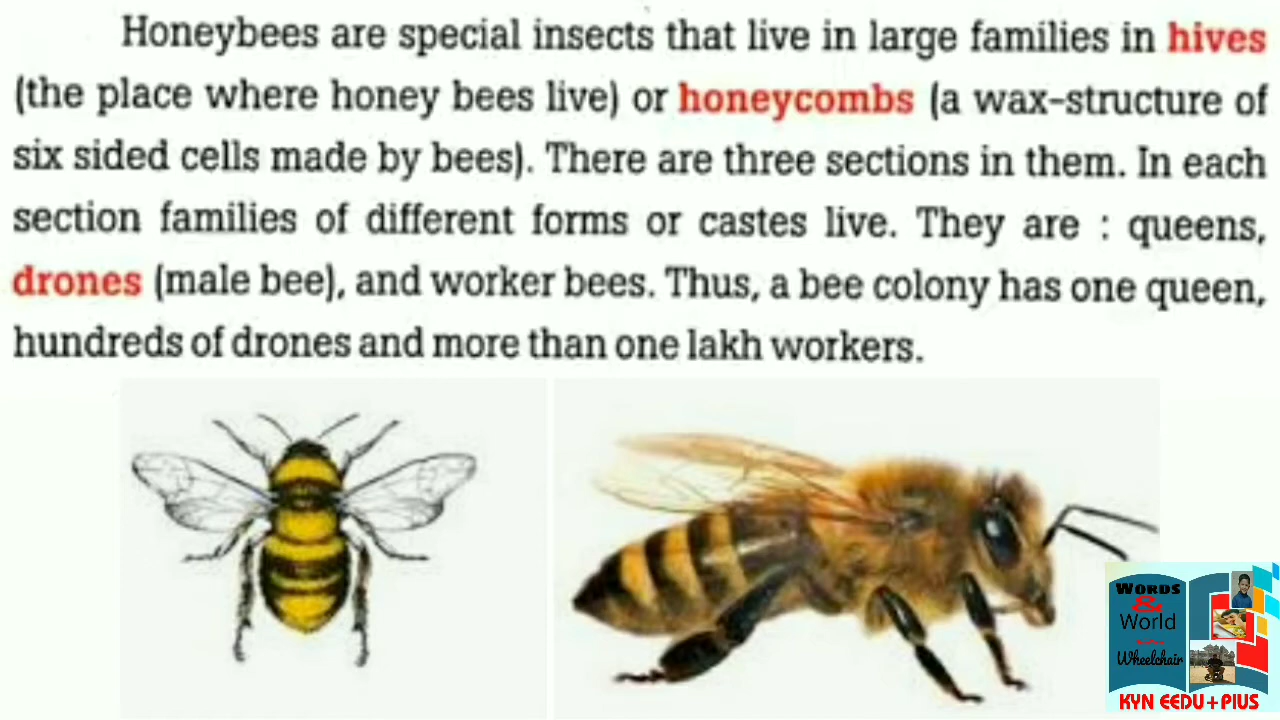 Honeybees are special insects that live in large families in hives
(the place where honey bees live) or honeycombs (a wax-structure of
six sided cells made by bees). There are three sections in them. In each
section families of different forms or castes live. They are : queens,
drones (male bee), and worker bees. Thus, a bee colony has one queen,
hundreds of drones and more than one lakh workers.
WORDS
&
World
Wheelchair
KYN EEDU+PIUS